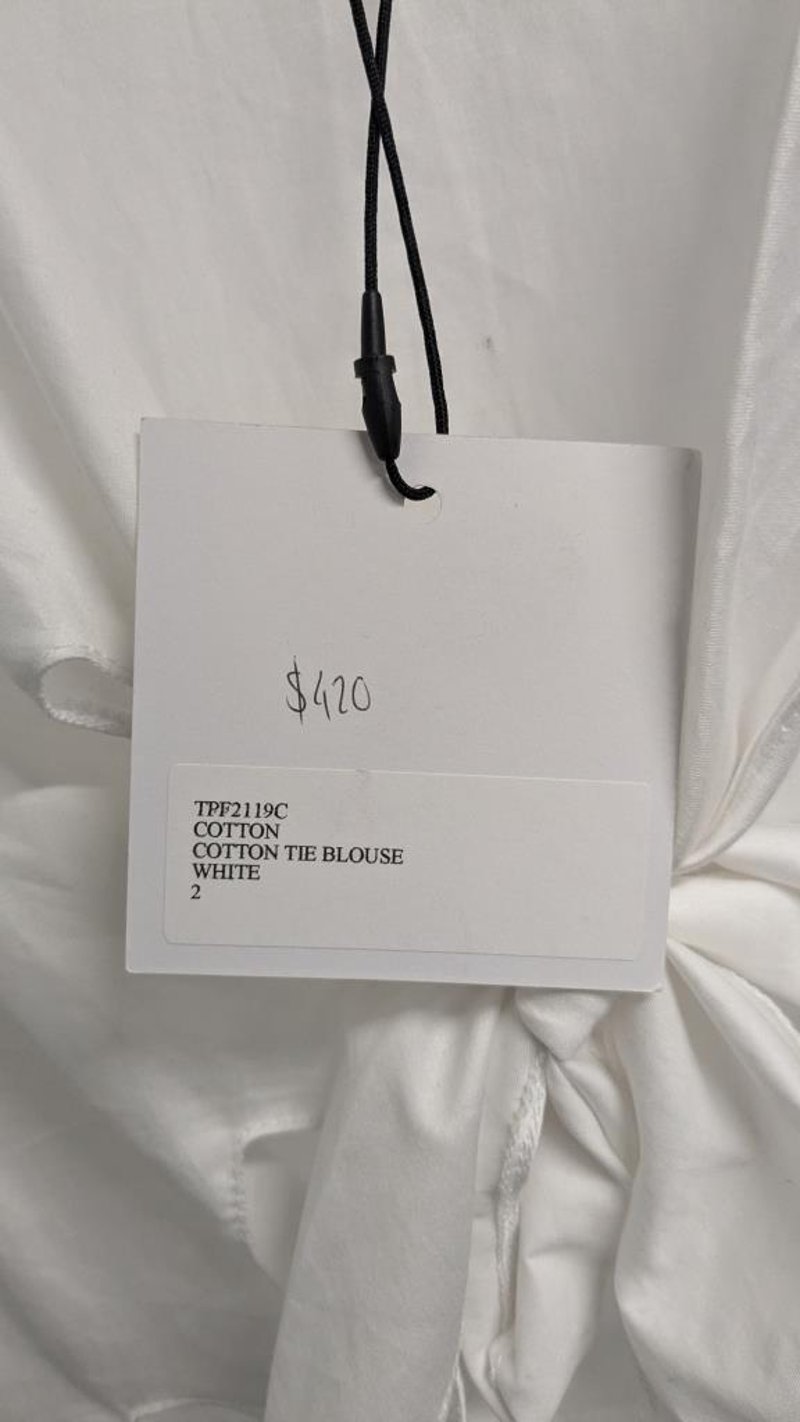 $420
TPF2119C
COTTON
COTTON TIE BLOUSE
WHITE
2